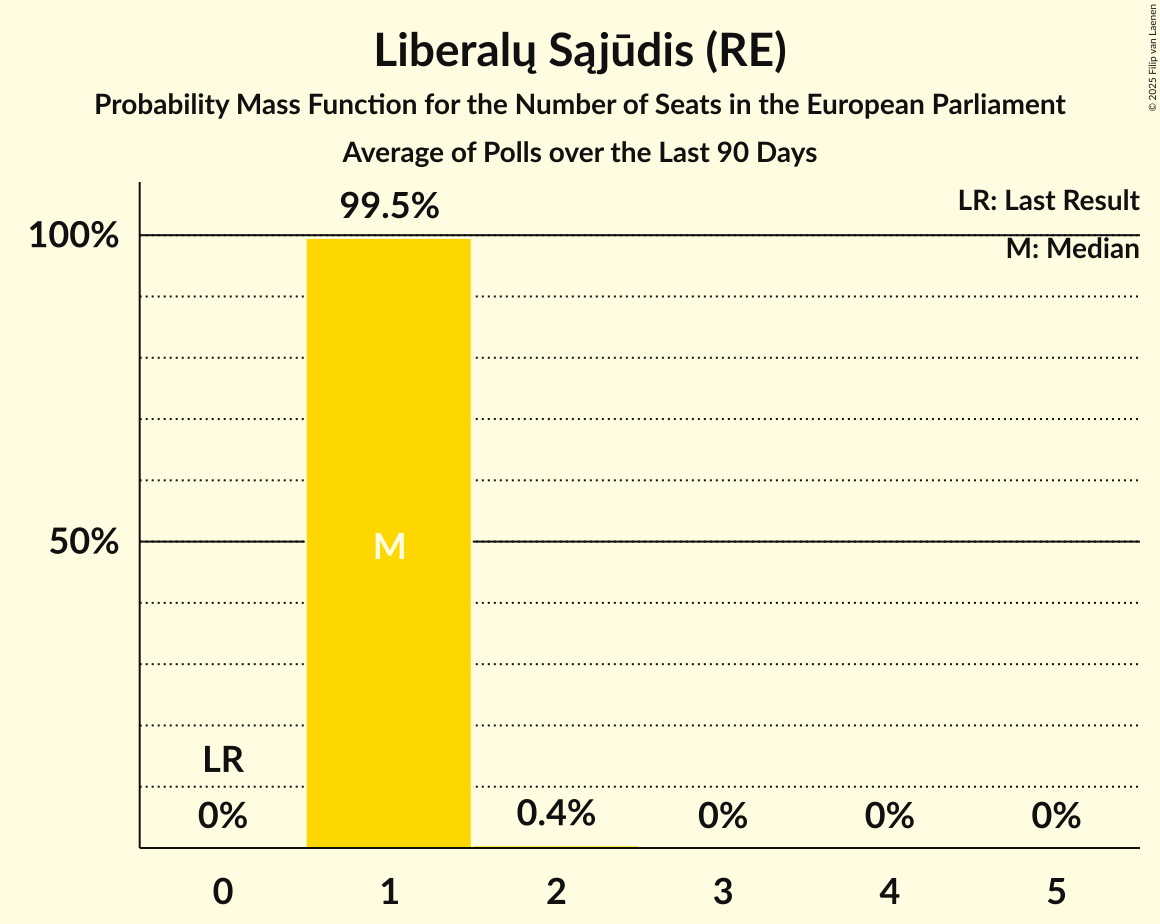 Liberalų Sąjūdis (RE)
Probability Mass Function for the Number of Seats in the European Parliament
Average of Polls over the Last 90 Days
© 2025 Filip van Laenen
LR: Last Result
M: Median
99.5%
100%
50%
M
LR
0%
0.4%
0%
0%
0%
0
1
2
3
4
5